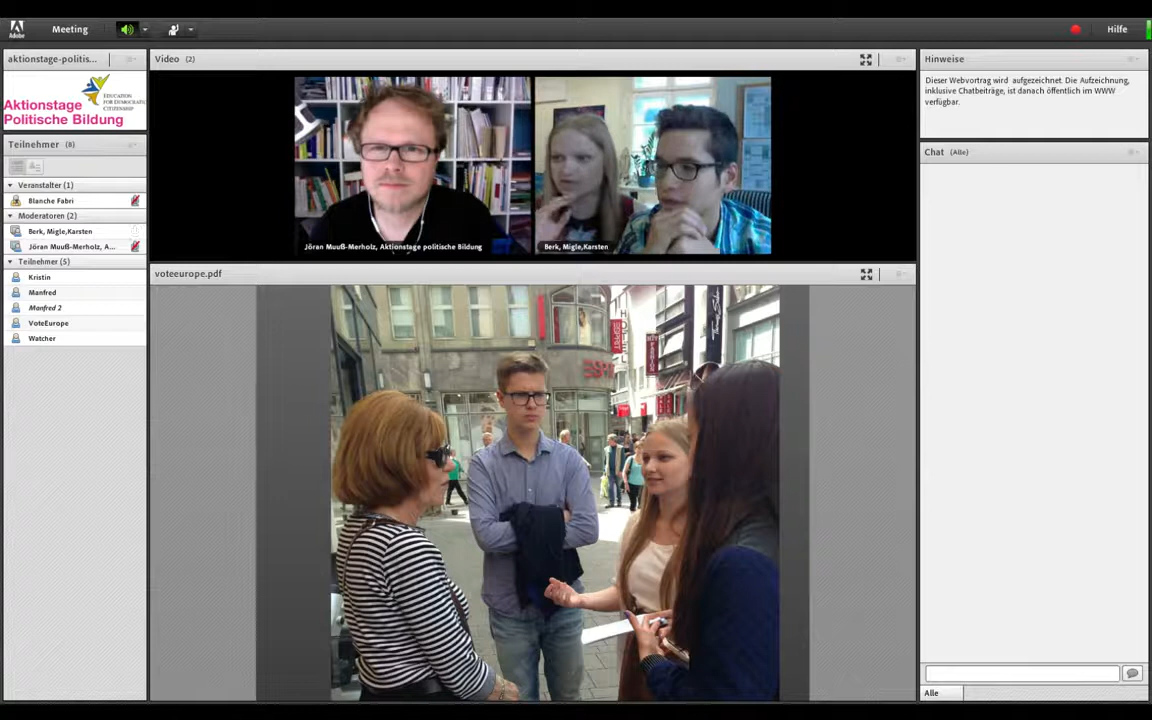 Adobe
Meeting
Hilfe
aktionstage-politis...
Aktionstage
Politische Bildung
EDUCATION
FOR DEMOCRATIC
CITIZENSHIP
Teilnehmer (8)
Veranstalter (1)
Blanche Fabri
Moderatoren (2)
Berk, Migle,Karsten
Jöran Muuß-Merholz, A...
Teilnehmer (5)
Kristin
Manfred
Manfred 2
VoteEurope
Watcher
Video (2)
Jöran Muuß-Merholz, Aktionstage politische Bildung
Berk, Migle,Karsten
voteeurope.pdf
ESPRIT
Hinweise
Dieser Webvortrag wird aufgezeichnet. Die Aufzeichnung,
inklusive Chatbeiträge, ist danach öffentlich im WWW
verfügbar.
Chat (Alle)
Alle